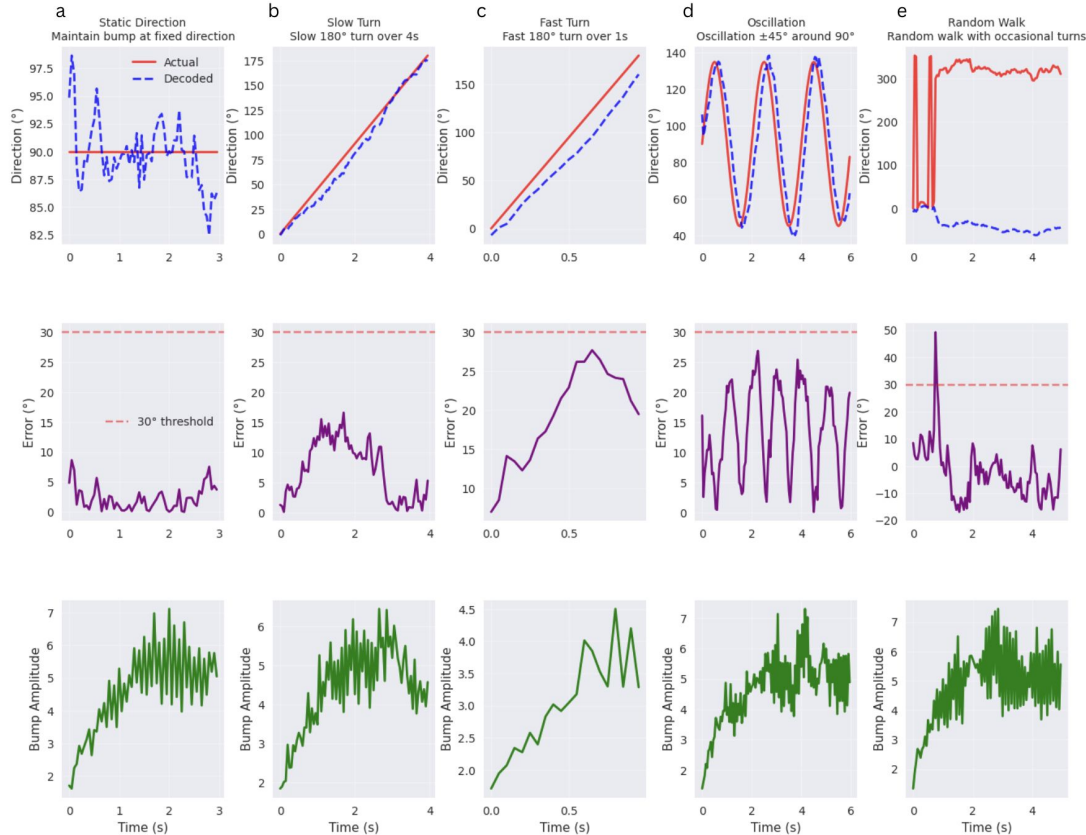 a b c d e
Static Direction
Maintain bump at fixed direction
Slow Turn
Slow 180° turn over 4s
Fast Turn
Fast 180° turn over 1s
Oscillation
Oscillation ±45° around 90°
Random Walk
Random walk with occasional turns
Direction (°)
97.5
95.0
92.5
90.0
87.5
85.0
82.5
0 1 2 3
Actual
Decoded
Direction (°)
175
150
125
100
75
50
25
0
0 2 4
Direction (°)
150
100
50
0
0.0 0.5
Direction (°)
140
120
100
80
60
40
0 2 4 6
Direction (°)
300
200
100
0
0 2 4
Error (°)
30
25
20
15
10
5
0
0 1 2 3
30° threshold
Error (°)
30
25
20
15
10
5
0
0 2 4
Error (°)
30
25
20
15
10
0.0 0.5
Error (°)
30
25
20
15
10
5
0
0 2 4 6
Error (°)
50
40
30
20
10
0
−10
−20
0 2 4
Bump Amplitude
7
6
5
4
3
2
0 1 2 3
Time (s)
Bump Amplitude
6
5
4
3
2
0 2 4
Time (s)
Bump Amplitude
4.5
4.0
3.5
3.0
2.5
2.0
0.0 0.5
Time (s)
Bump Amplitude
7
6
5
4
3
2
0 2 4 6
Time (s)
Bump Amplitude
7
6
5
4
3
2
0 2 4
Time (s)